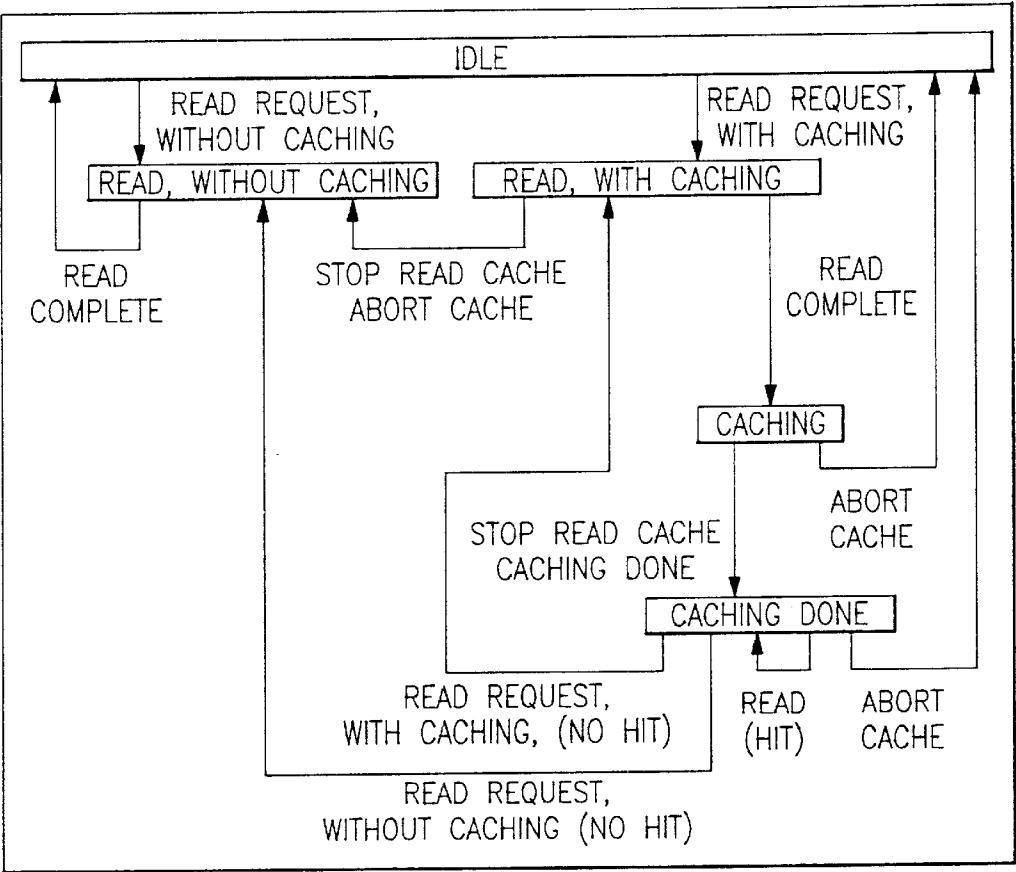 IDLE
READ REQUEST,
WITHOUT CACHING
READ REQUEST,
WITH CACHING
READ, WITHOUT CACHING
READ, WITH CACHING
READ
COMPLETE
STOP READ CACHE
ABORT CACHE
READ
COMPLETE
CACHING
ABORT
CACHE
STOP READ CACHE
CACHING DONE
CACHING DONE
READ REQUEST,
WITH CACHING, (NO HIT)
READ
(HIT)
ABORT
CACHE
READ REQUEST,
WITHOUT CACHING (NO HIT)